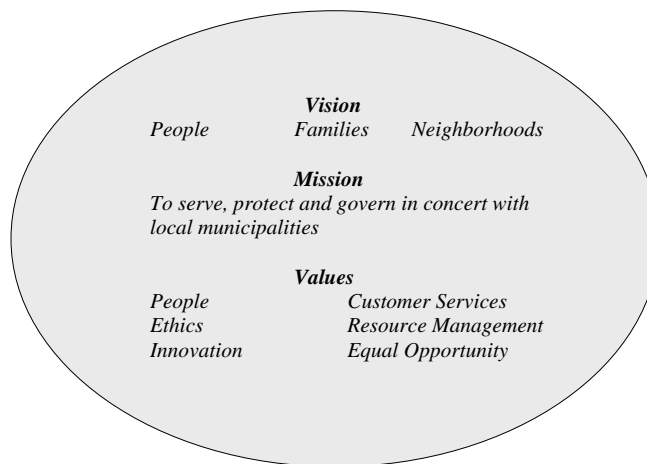 Vision
People Families Neighborhoods
Mission
To serve, protect and govern in concert with
local municipalities
Values
People Customer Services
Ethics Resource Management
Innovation Equal Opportunity